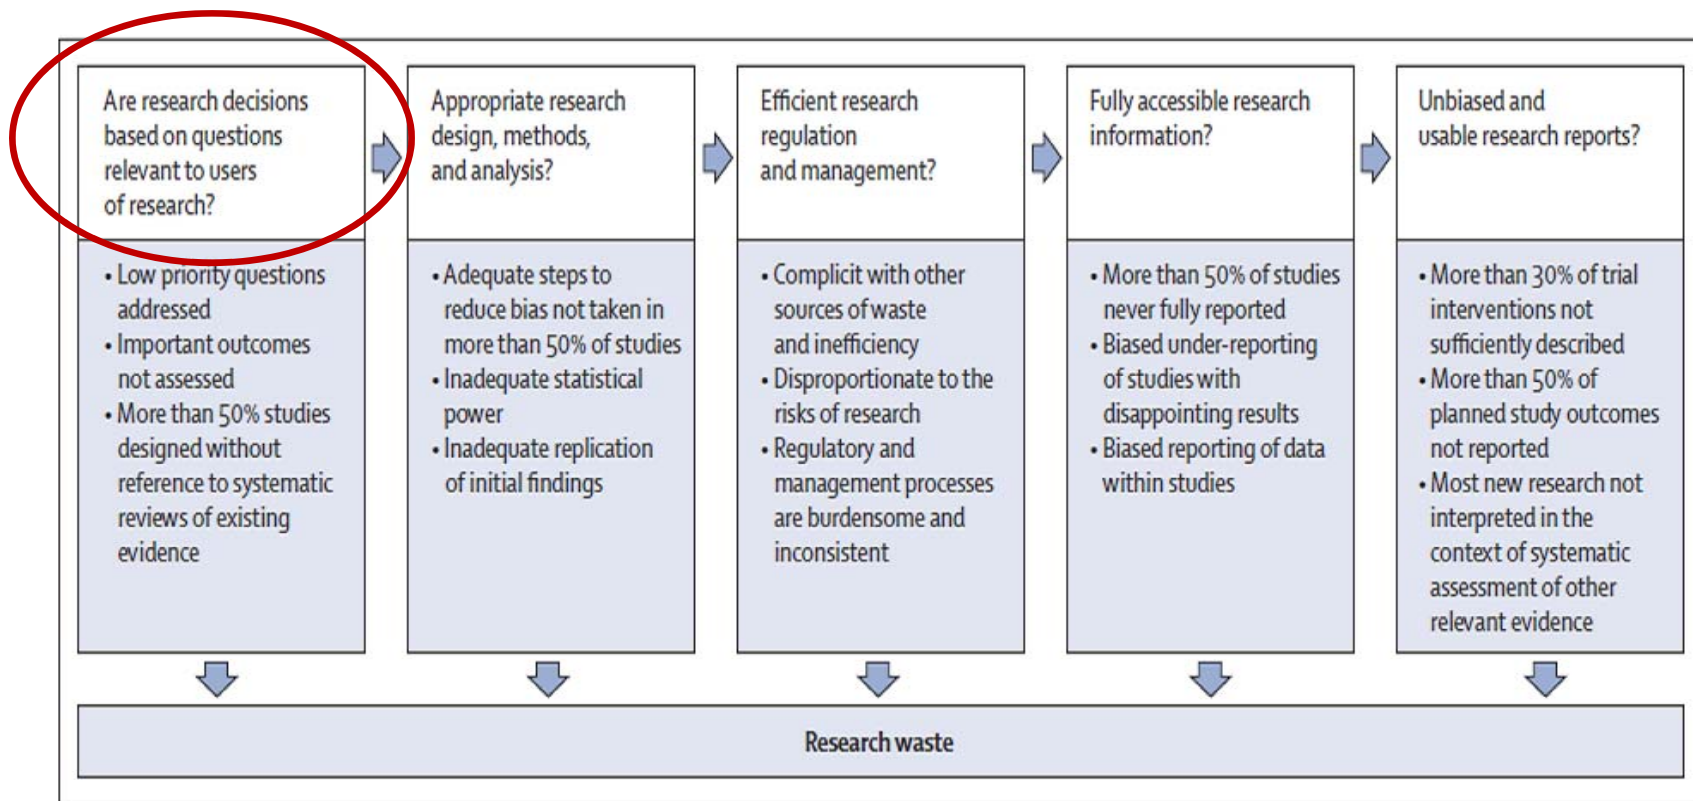 Are research decisions
based on questions
relevant to users
of research?
• Low priority questions
addressed
• Important outcomes
not assessed
• More than 50% studies
designed without
reference to systematic
reviews of existing
evidence
Appropriate research
design, methods,
and analysis?
• Adequate steps to
reduce bias not taken in
more than 50% of studies
• Inadequate statistical
power
• Inadequate replication
of initial findings
Efficient research
regulation
and management?
• Complicit with other
sources of waste
and inefficiency
• Disproportionate to the
risks of research
• Regulatory and
management processes
are burdensome and
inconsistent
Fully accessible research
information?
• More than 50% of studies
never fully reported
• Biased under-reporting
of studies with
disappointing results
• Biased reporting of data
within studies
Unbiased and
usable research reports?
• More than 30% of trial
interventions not
sufficiently described
• More than 50% of
planned study outcomes
not reported
• Most new research not
interpreted in the
context of systematic
assessment of other
relevant evidence
Research waste